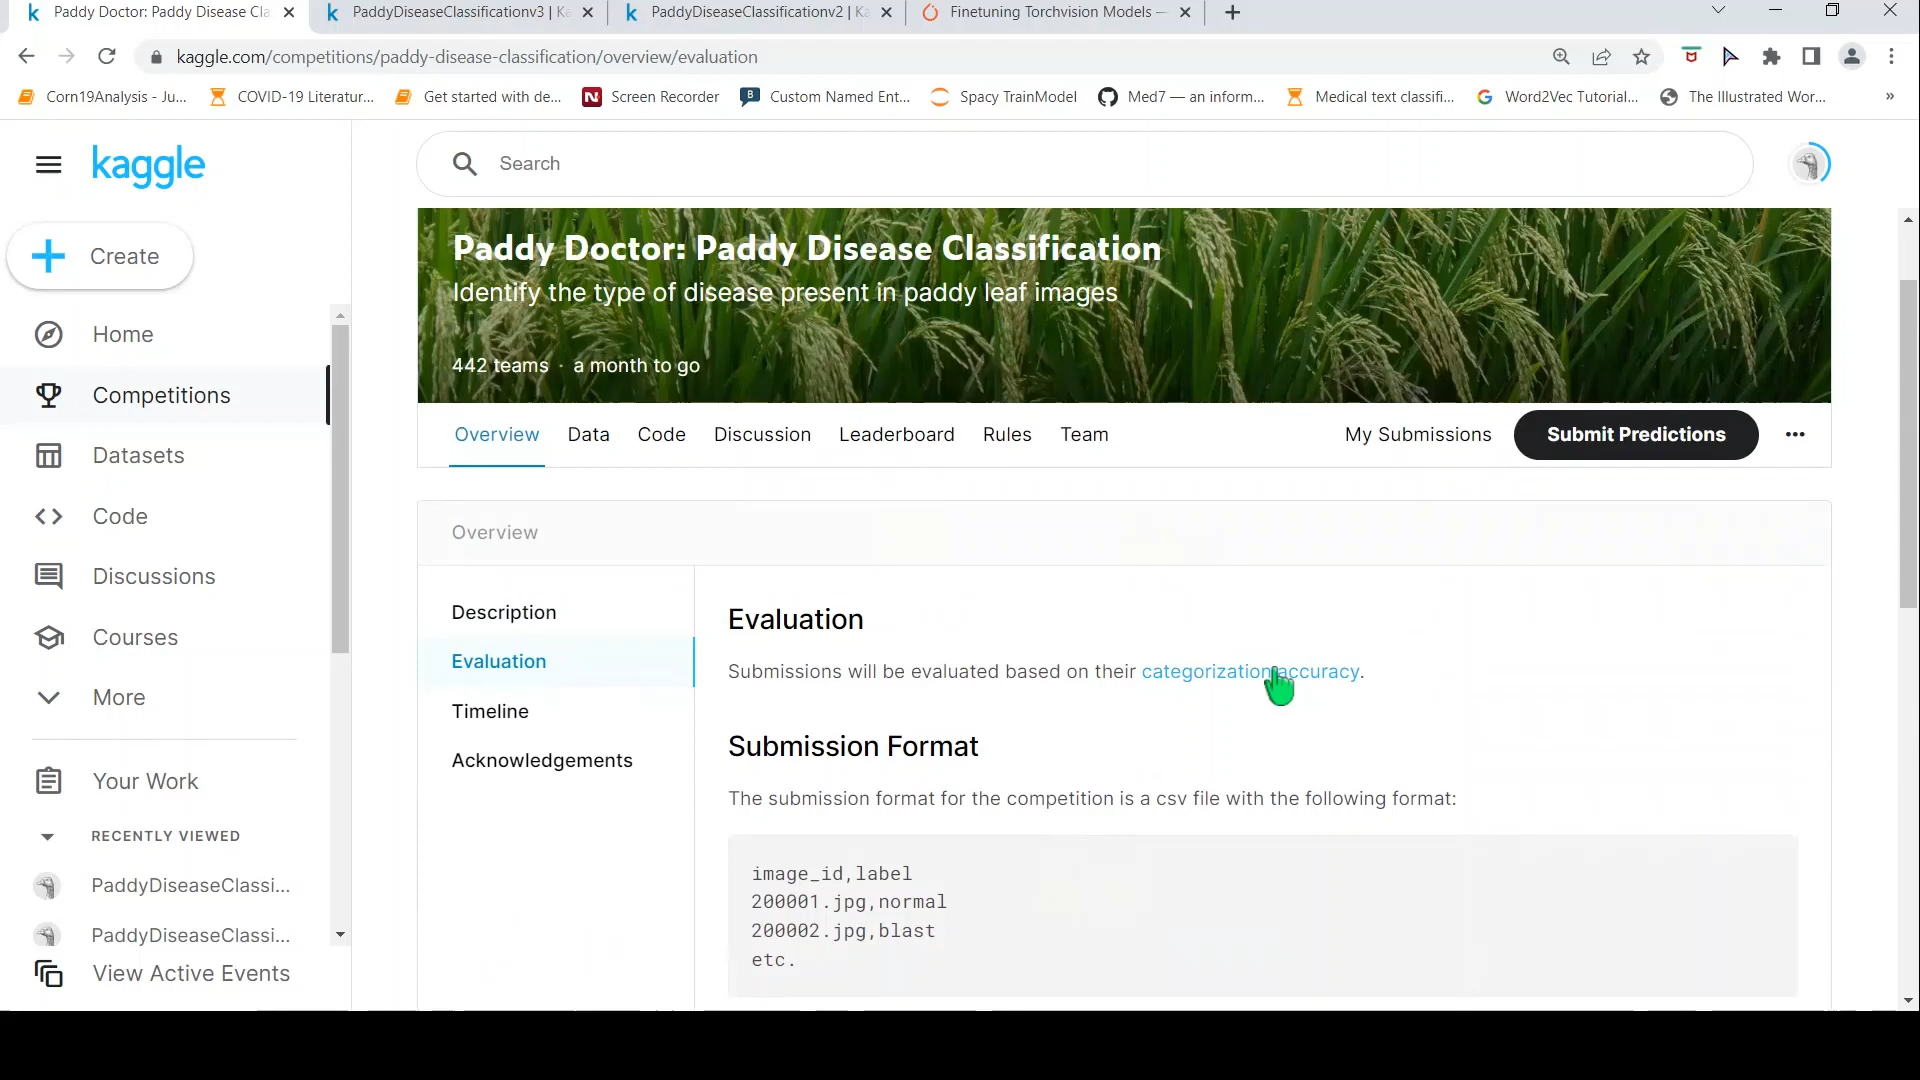 Paddy Doctor: Paddy Disease Cla
PaddyDiseaseClassificationv3 | Ka
PaddyDiseaseClassificationv2 | Ka
Finetuning Torchvision Models —
kaggle.com/competitions/paddy-disease-classification/overview/evaluation
Corn19Analysis - Ju...
COVID-19 Literatur...
Get started with de...
N Screen Recorder
B Custom Named Ent...
Spacy TrainModel
Med7 — an inform...
Medical text classifi...
Word2Vec Tutorial...
The Illustrated Wor...
»
kaggle
Search
Create
Home
Competitions
Datasets
Code
Discussions
Courses
More
Your Work
RECENTLY VIEWED
PaddyDiseaseClassi...
PaddyDiseaseClassi...
View Active Events
Paddy Doctor: Paddy Disease Classification
Identify the type of disease present in paddy leaf images
442 teams · a month to go
Overview Data Code Discussion Leaderboard Rules Team My Submissions Submit Predictions
Overview
Description
Evaluation
Timeline
Acknowledgements
Evaluation
Submissions will be evaluated based on their categorization accuracy.
Submission Format
The submission format for the competition is a csv file with the following format:
image_id,label
200001.jpg,normal
200002.jpg,blast
etc.